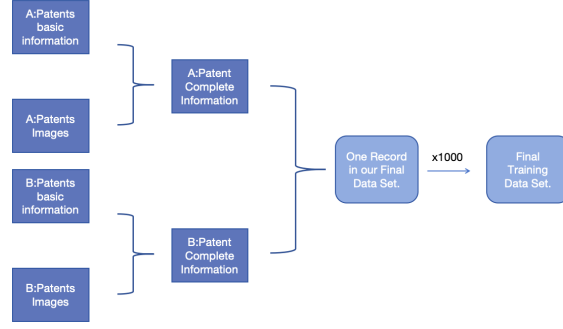 A:Patents
basic
information
A:Patents
Images
A:Patent
Complete
Information
B:Patents
basic
information
B:Patents
Images
B:Patent
Complete
Information
One Record
in our Final
Data Set.
x1000
Final
Training
Data Set.